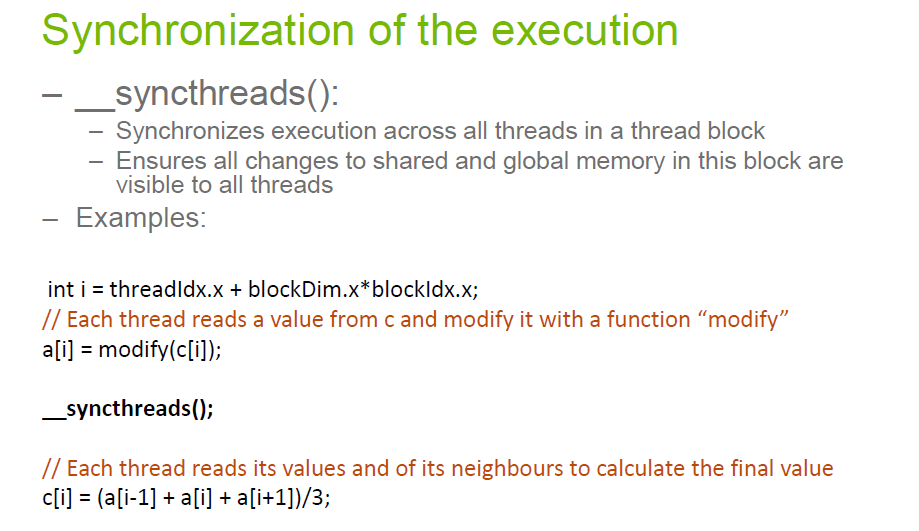 Synchronization of the execution
– __syncthreads():
– Synchronizes execution across all threads in a thread block
– Ensures all changes to shared and global memory in this block are
visible to all threads
– Examples:
int i = threadIdx.x + blockDim.x*blockIdx.x;
// Each thread reads a value from c and modify it with a function “modify”
a[i] = modify(c[i]);
__syncthreads();
// Each thread reads its values and of its neighbours to calculate the final value
c[i] = (a[i-1] + a[i] + a[i+1])/3;